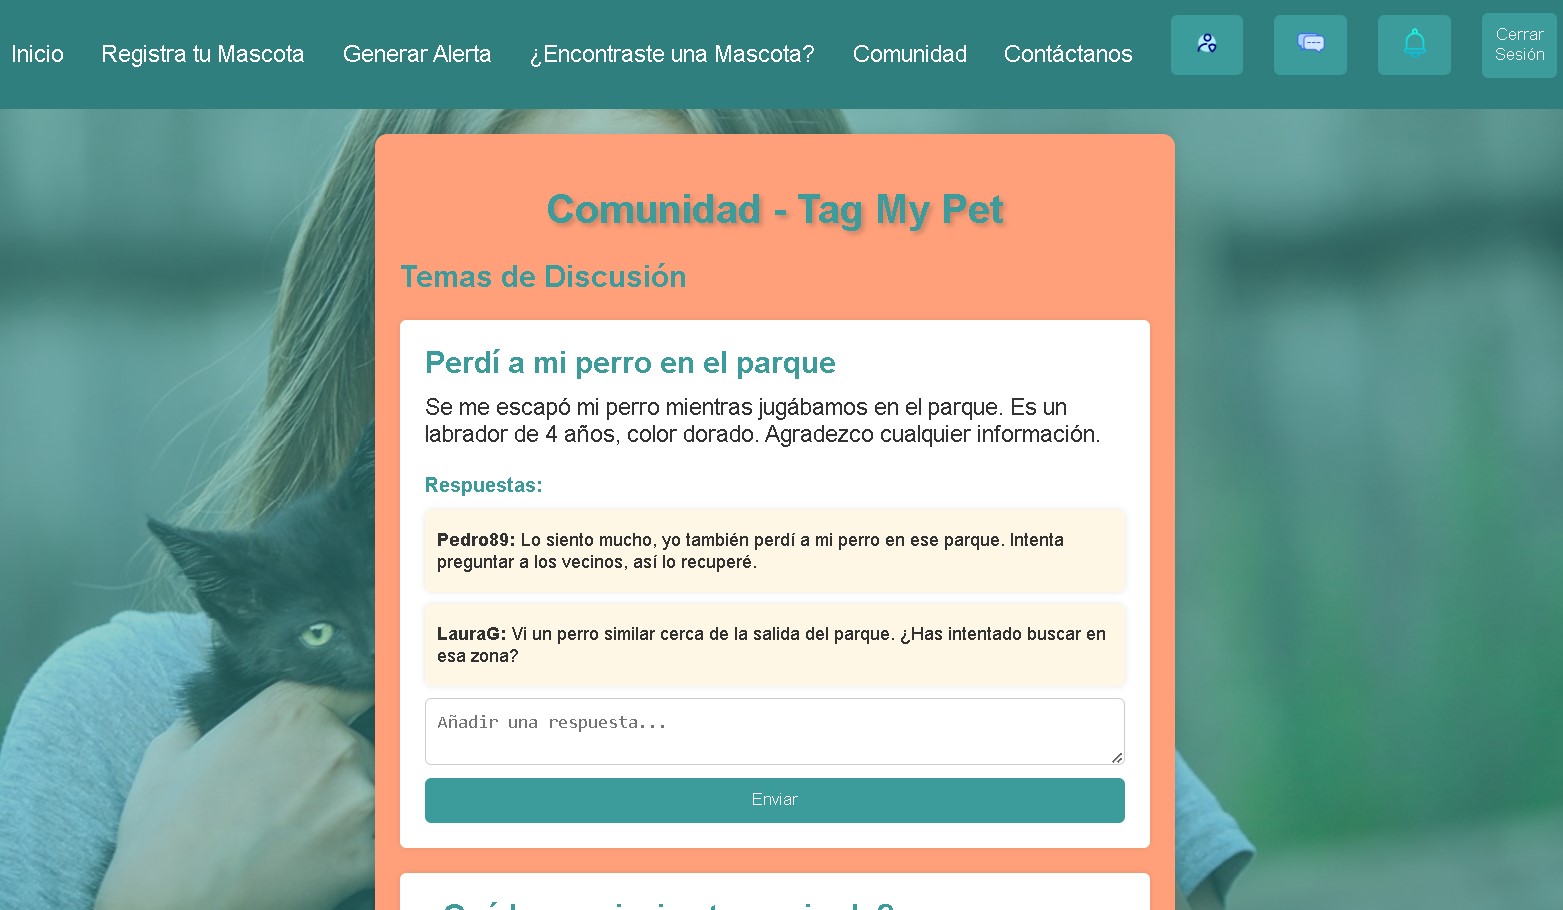 Inicio Registra tu Mascota Generar Alerta ¿Encontraste una Mascota? Comunidad Contáctanos Cerrar
Sesión
Comunidad - Tag My Pet
Temas de Discusión
Perdí a mi perro en el parque
Se me escapó mi perro mientras jugábamos en el parque. Es un
labrador de 4 años, color dorado. Agradezco cualquier información.
Respuestas:
Pedro89: Lo siento mucho, yo también perdí a mi perro en ese parque. Intenta
preguntar a los vecinos, así lo recuperé.
LauraG: Vi un perro similar cerca de la salida del parque. ¿Has intentado buscar en
esa zona?
Añadir una respuesta...
Enviar